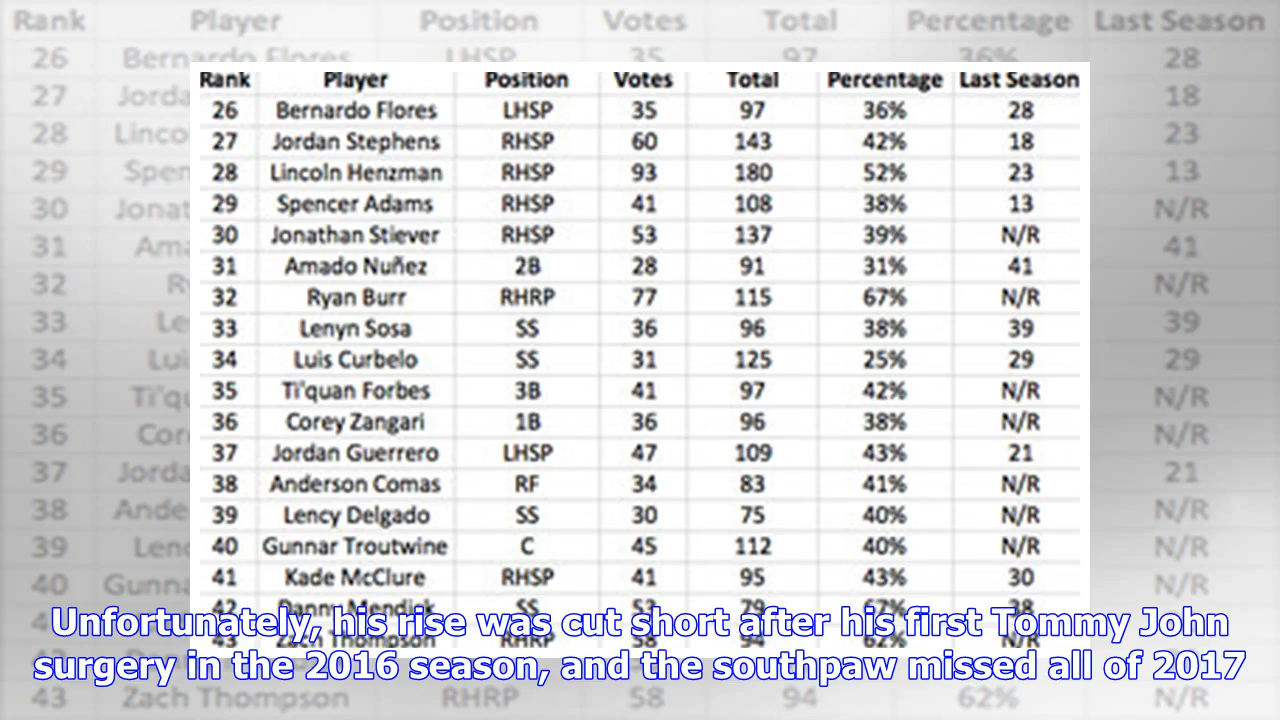 Rank Player Position Votes Total Percentage Last Season
26 Bernardo Flores LHSP 35 97 36% 28
27 Jordan Stephens RHSP 60 143 42% 18
28 Lincoln Henzman RHSP 93 180 52% 23
29 Spencer Adams RHSP 41 108 38% 13
30 Jonathan Stiever RHSP 53 137 39% N/R
31 Amado Nuñez 2B 28 91 31% 41
32 Ryan Burr RHRP 77 115 67% N/R
33 Lenyn Sosa SS 36 96 38% 39
34 Luis Curbelo SS 31 125 25% 29
35 Ti'quan Forbes 3B 41 97 42% N/R
36 Corey Zangari 1B 36 96 38% N/R
37 Jordan Guerrero LHSP 47 109 43% 21
38 Anderson Comas RF 34 83 41% N/R
39 Lency Delgado SS 30 75 40% N/R
40 Gunnar Troutwine C 45 112 40% N/R
41 Kade McClure RHSP 41 95 43% 30
42 Danny Mendick SS 53 79 67% 38
43 Zach Thompson RHRP 58 94 62% N/R
Unfortunately, his rise was cut short after his first Tommy John
surgery in the 2016 season, and the southpaw missed all of 2017